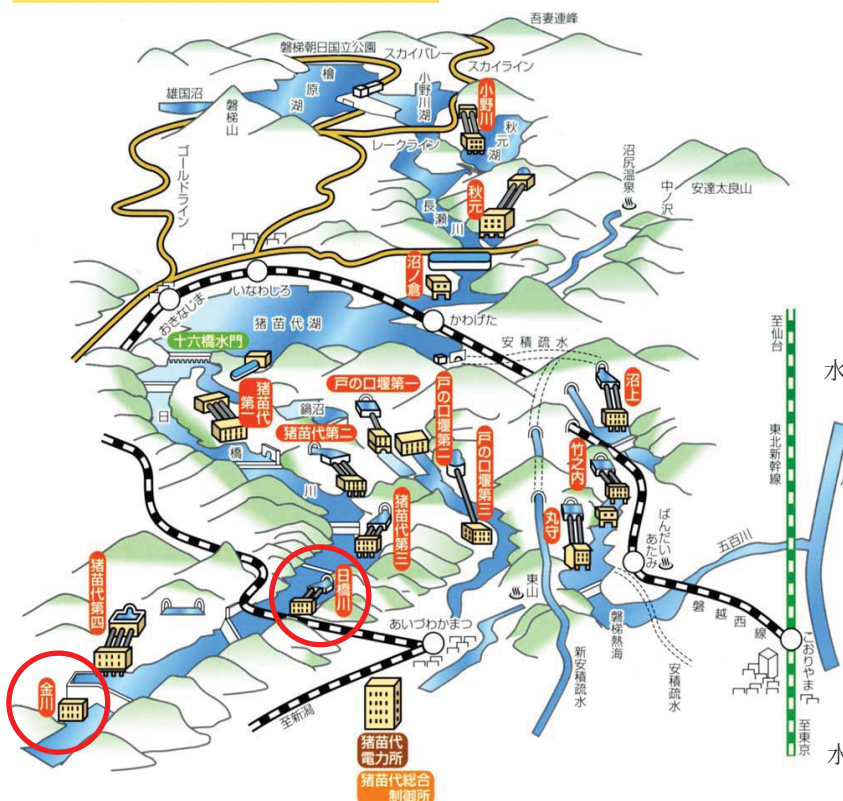 吾妻連峰
磐梯朝日国立公園
スカイバレー
スカイライン
雄国沼
磐梯山
檜原湖
小野川湖
小野川
秋元湖
レークライン
ゴールドライン
長瀬川
秋元
沼尻温泉
中ノ沢
安達太良山
沼ノ倉
おきなじま
いなわしろ
かわげた
猪苗代湖
十六橋水門
安積疏水
至仙台
水
猪苗代第一
鍋沼
戸の口堰第一
戸の口堰第二
戸の口堰第三
沼上
竹之内
東北新幹線
日橋川
猪苗代第二
猪苗代第三
丸守
ばんだいあたみ
五百川
日橋川
猪苗代第四
あいづわかまつ
東山
磐梯熱海
磐越西線
こおりやま
金川
新安積疏水
安積疏水
至新潟
至東京
水
猪苗代
電力所
猪苗代総合
制御所